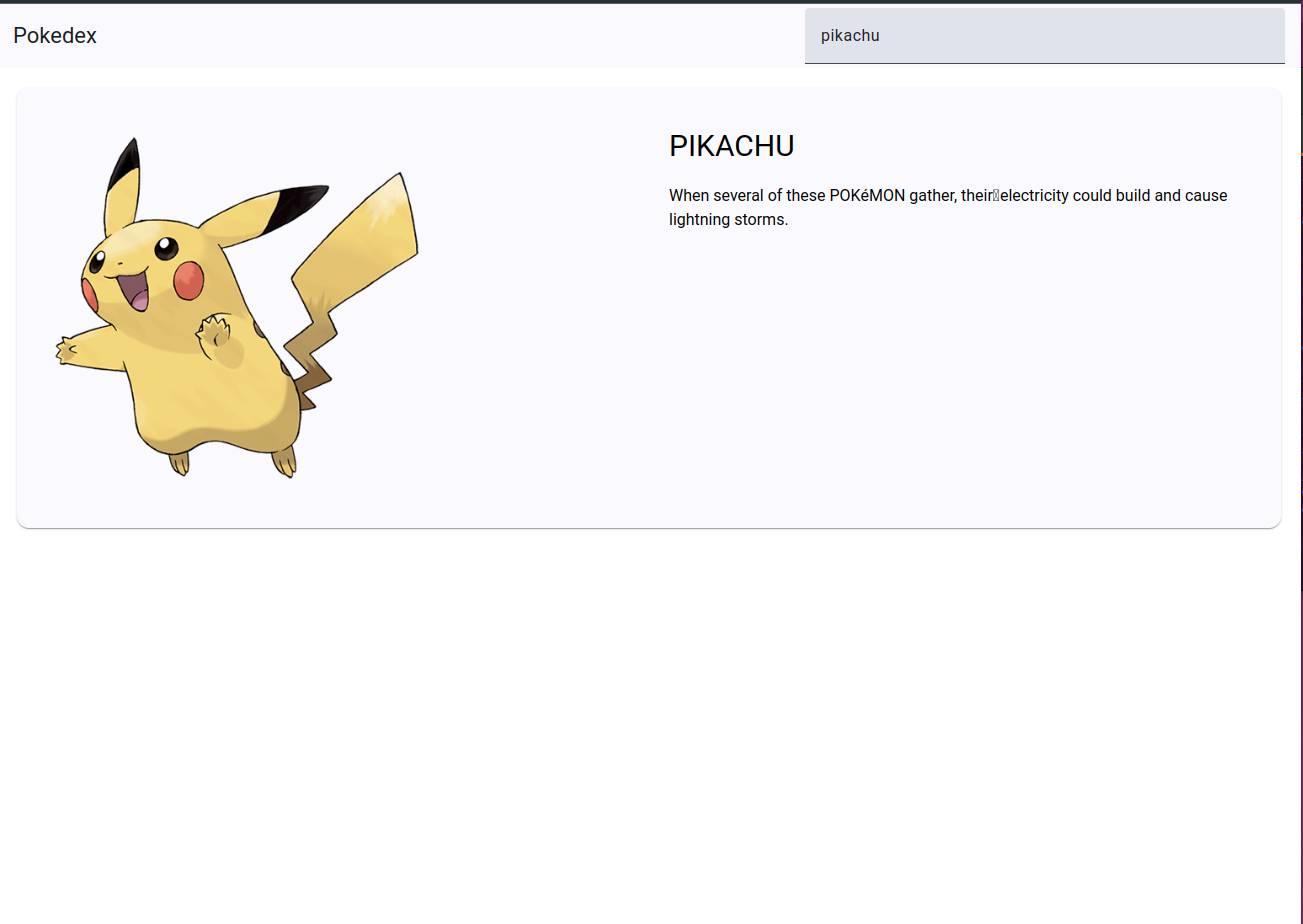 Pokedex
pikachu
PIKACHU
When several of these POKéMON gather, their▯electricity could build and cause
lightning storms.